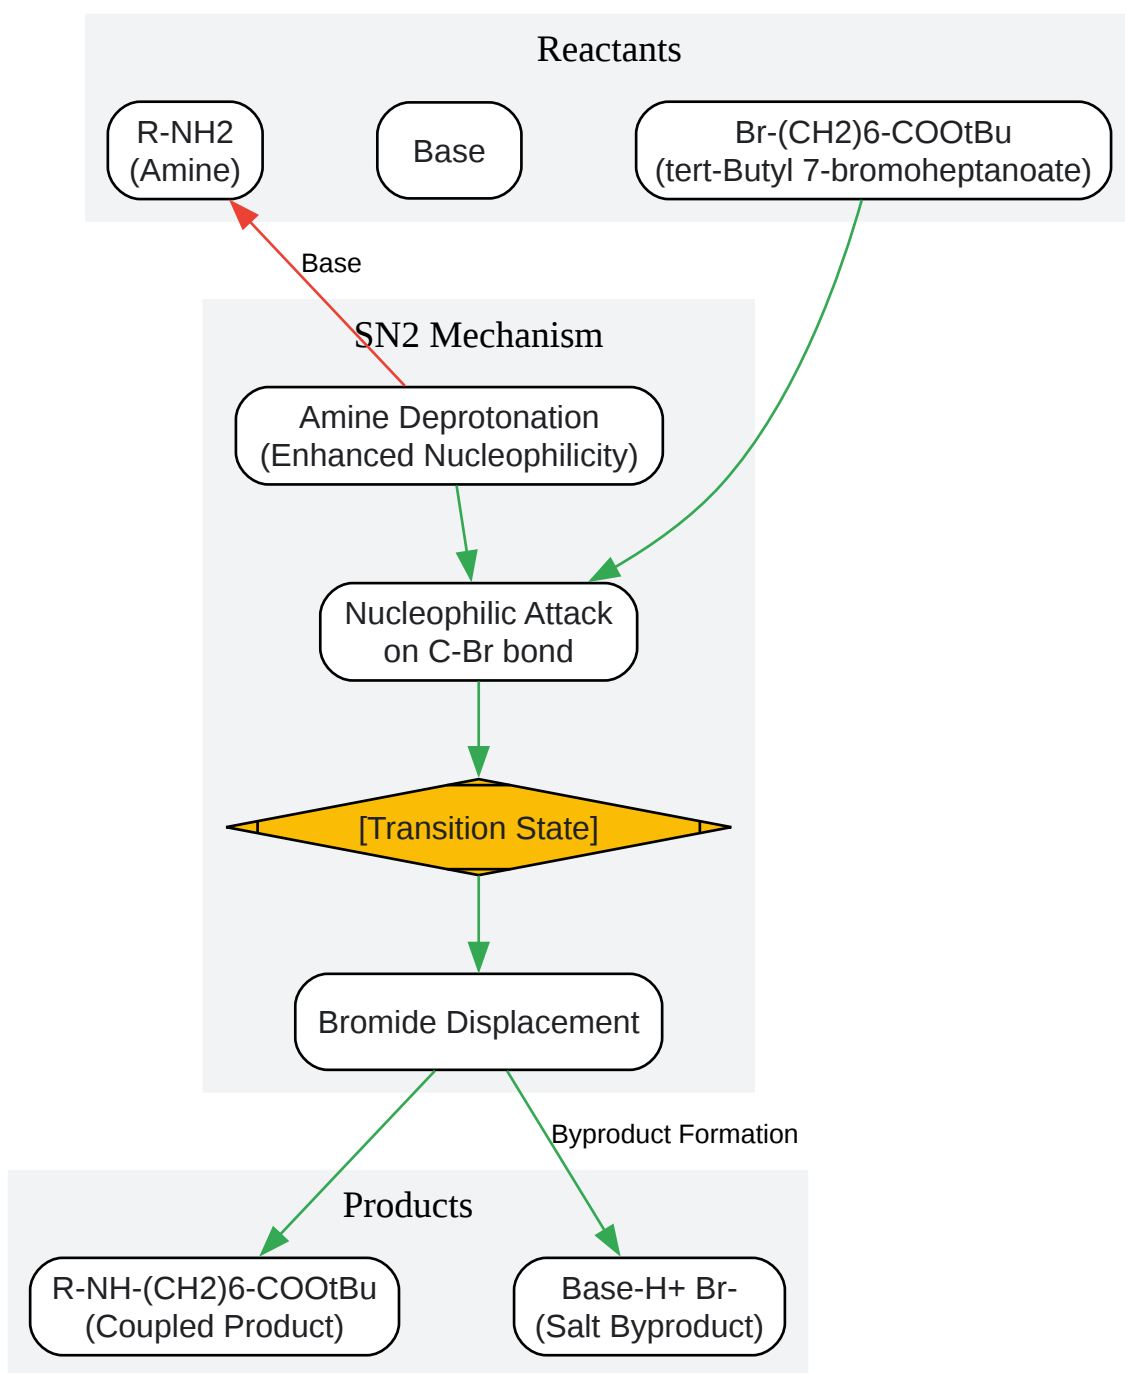 Reactants
R-NH2
(Amine)
Base
Br-(CH2)6-COOtBu
(tert-Butyl 7-bromoheptanoate)
Base
SN2 Mechanism
Amine Deprotonation
(Enhanced Nucleophilicity)
Nucleophilic Attack
on C-Br bond
[Transition State]
Bromide Displacement
Byproduct Formation
Products
R-NH-(CH2)6-COOtBu
(Coupled Product)
Base-H+ Br-
(Salt Byproduct)